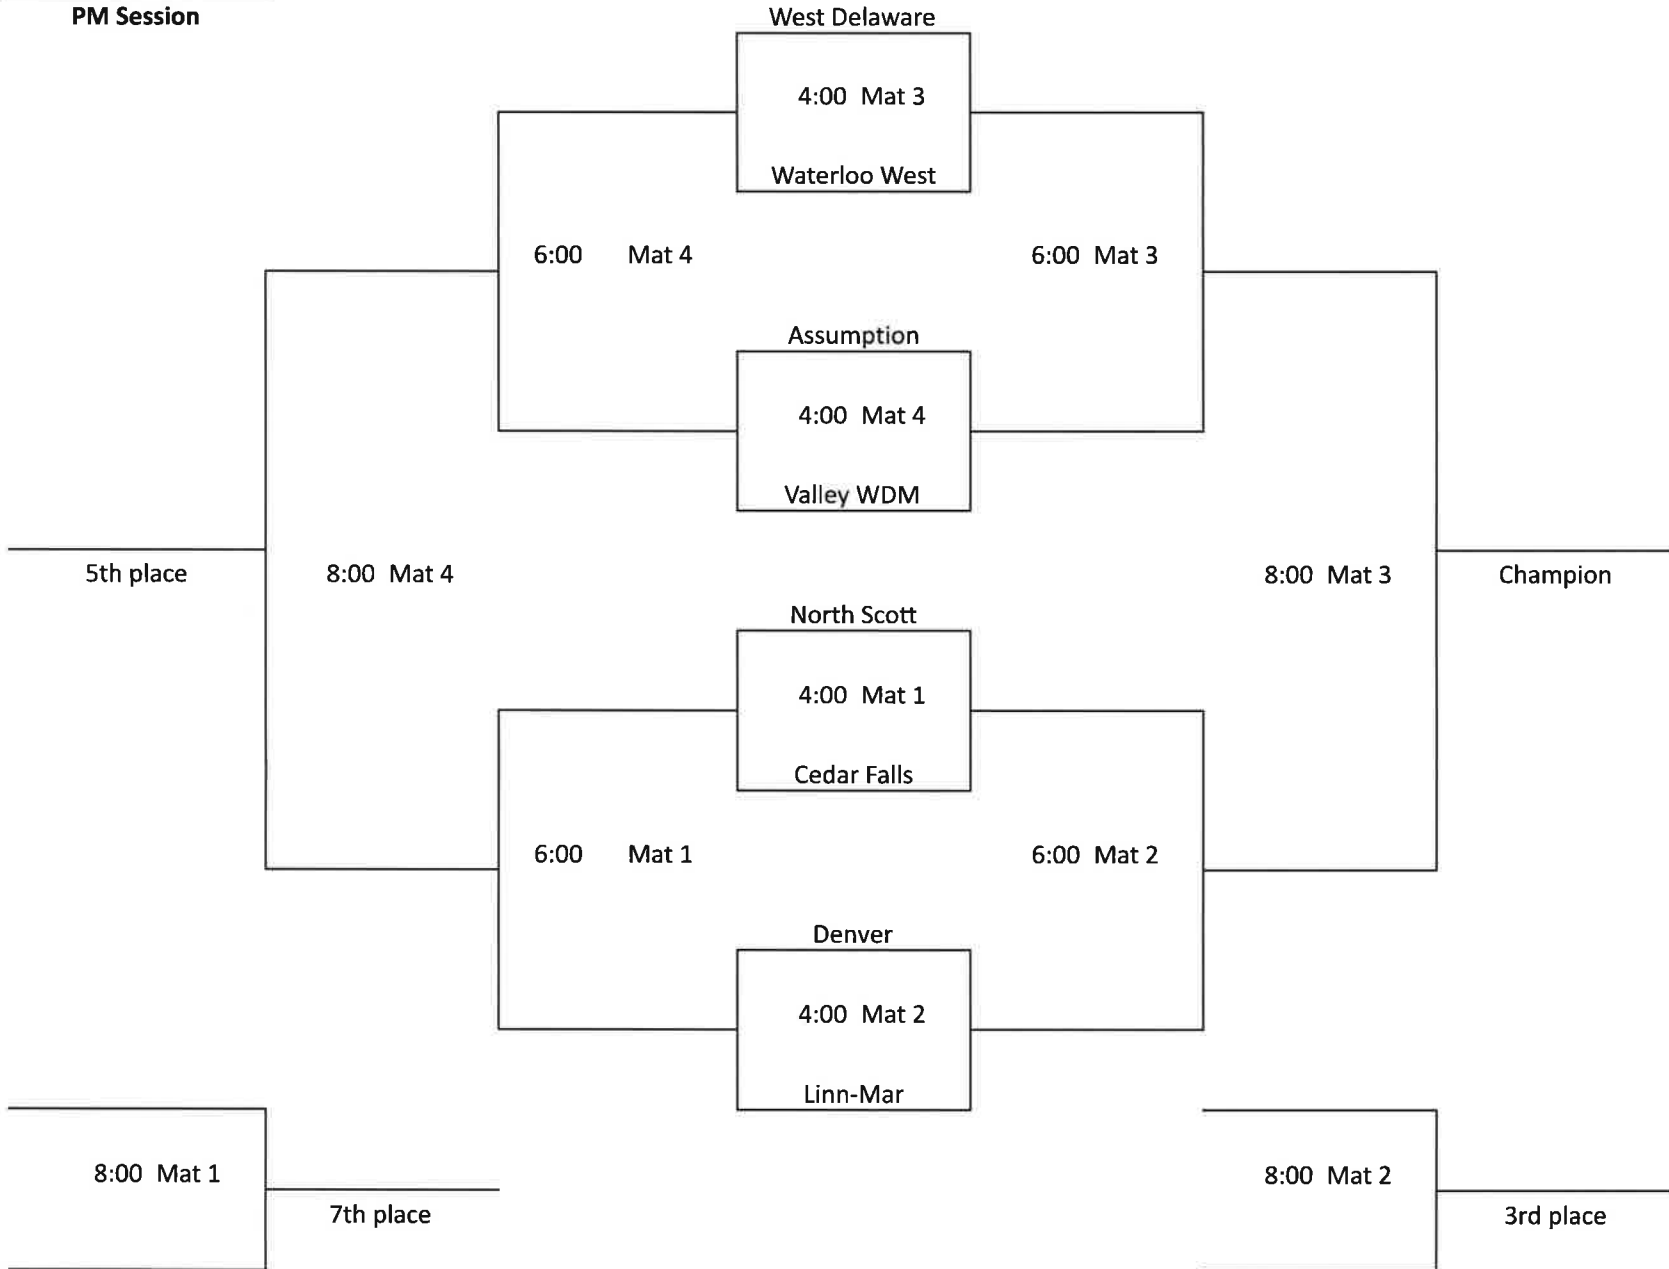 PM Session
West Delaware
4:00 Mat 3
Waterloo West
6:00 Mat 4
6:00 Mat 3
Assumption
4:00 Mat 4
Valley WDM
5th place
8:00 Mat 4
8:00 Mat 3
Champion
North Scott
4:00 Mat 1
Cedar Falls
6:00 Mat 1
6:00 Mat 2
Denver
4:00 Mat 2
Linn-Mar
8:00 Mat 1
7th place
8:00 Mat 2
3rd place